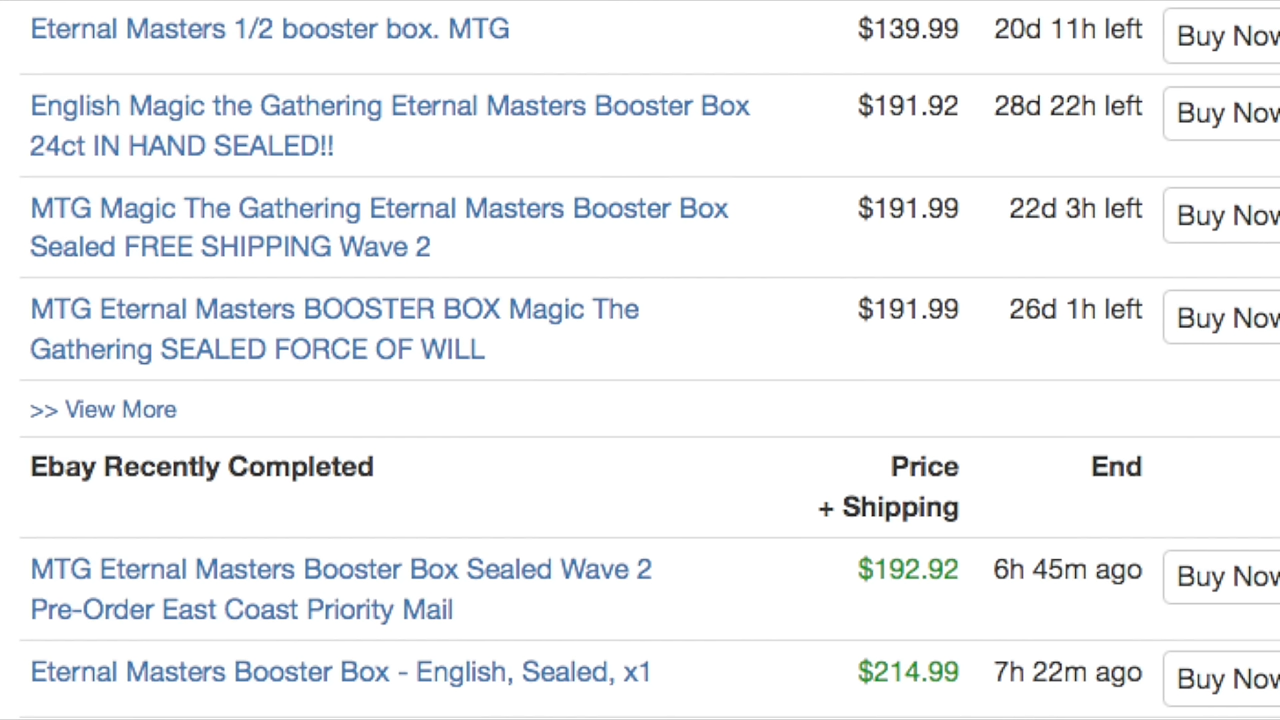 Eternal Masters 1/2 booster box. MTG $139.99 20d 11h left Buy Now
English Magic the Gathering Eternal Masters Booster Box $191.92 28d 22h left Buy Now
24ct IN HAND SEALED!!
MTG Magic The Gathering Eternal Masters Booster Box $191.99 22d 3h left Buy Now
Sealed FREE SHIPPING Wave 2
MTG Eternal Masters BOOSTER BOX Magic The $191.99 26d 1h left Buy Now
Gathering SEALED FORCE OF WILL
>> View More
Ebay Recently Completed Price End
+ Shipping
MTG Eternal Masters Booster Box Sealed Wave 2 $192.92 6h 45m ago Buy Now
Pre-Order East Coast Priority Mail
Eternal Masters Booster Box - English, Sealed, x1 $214.99 7h 22m ago Buy Now